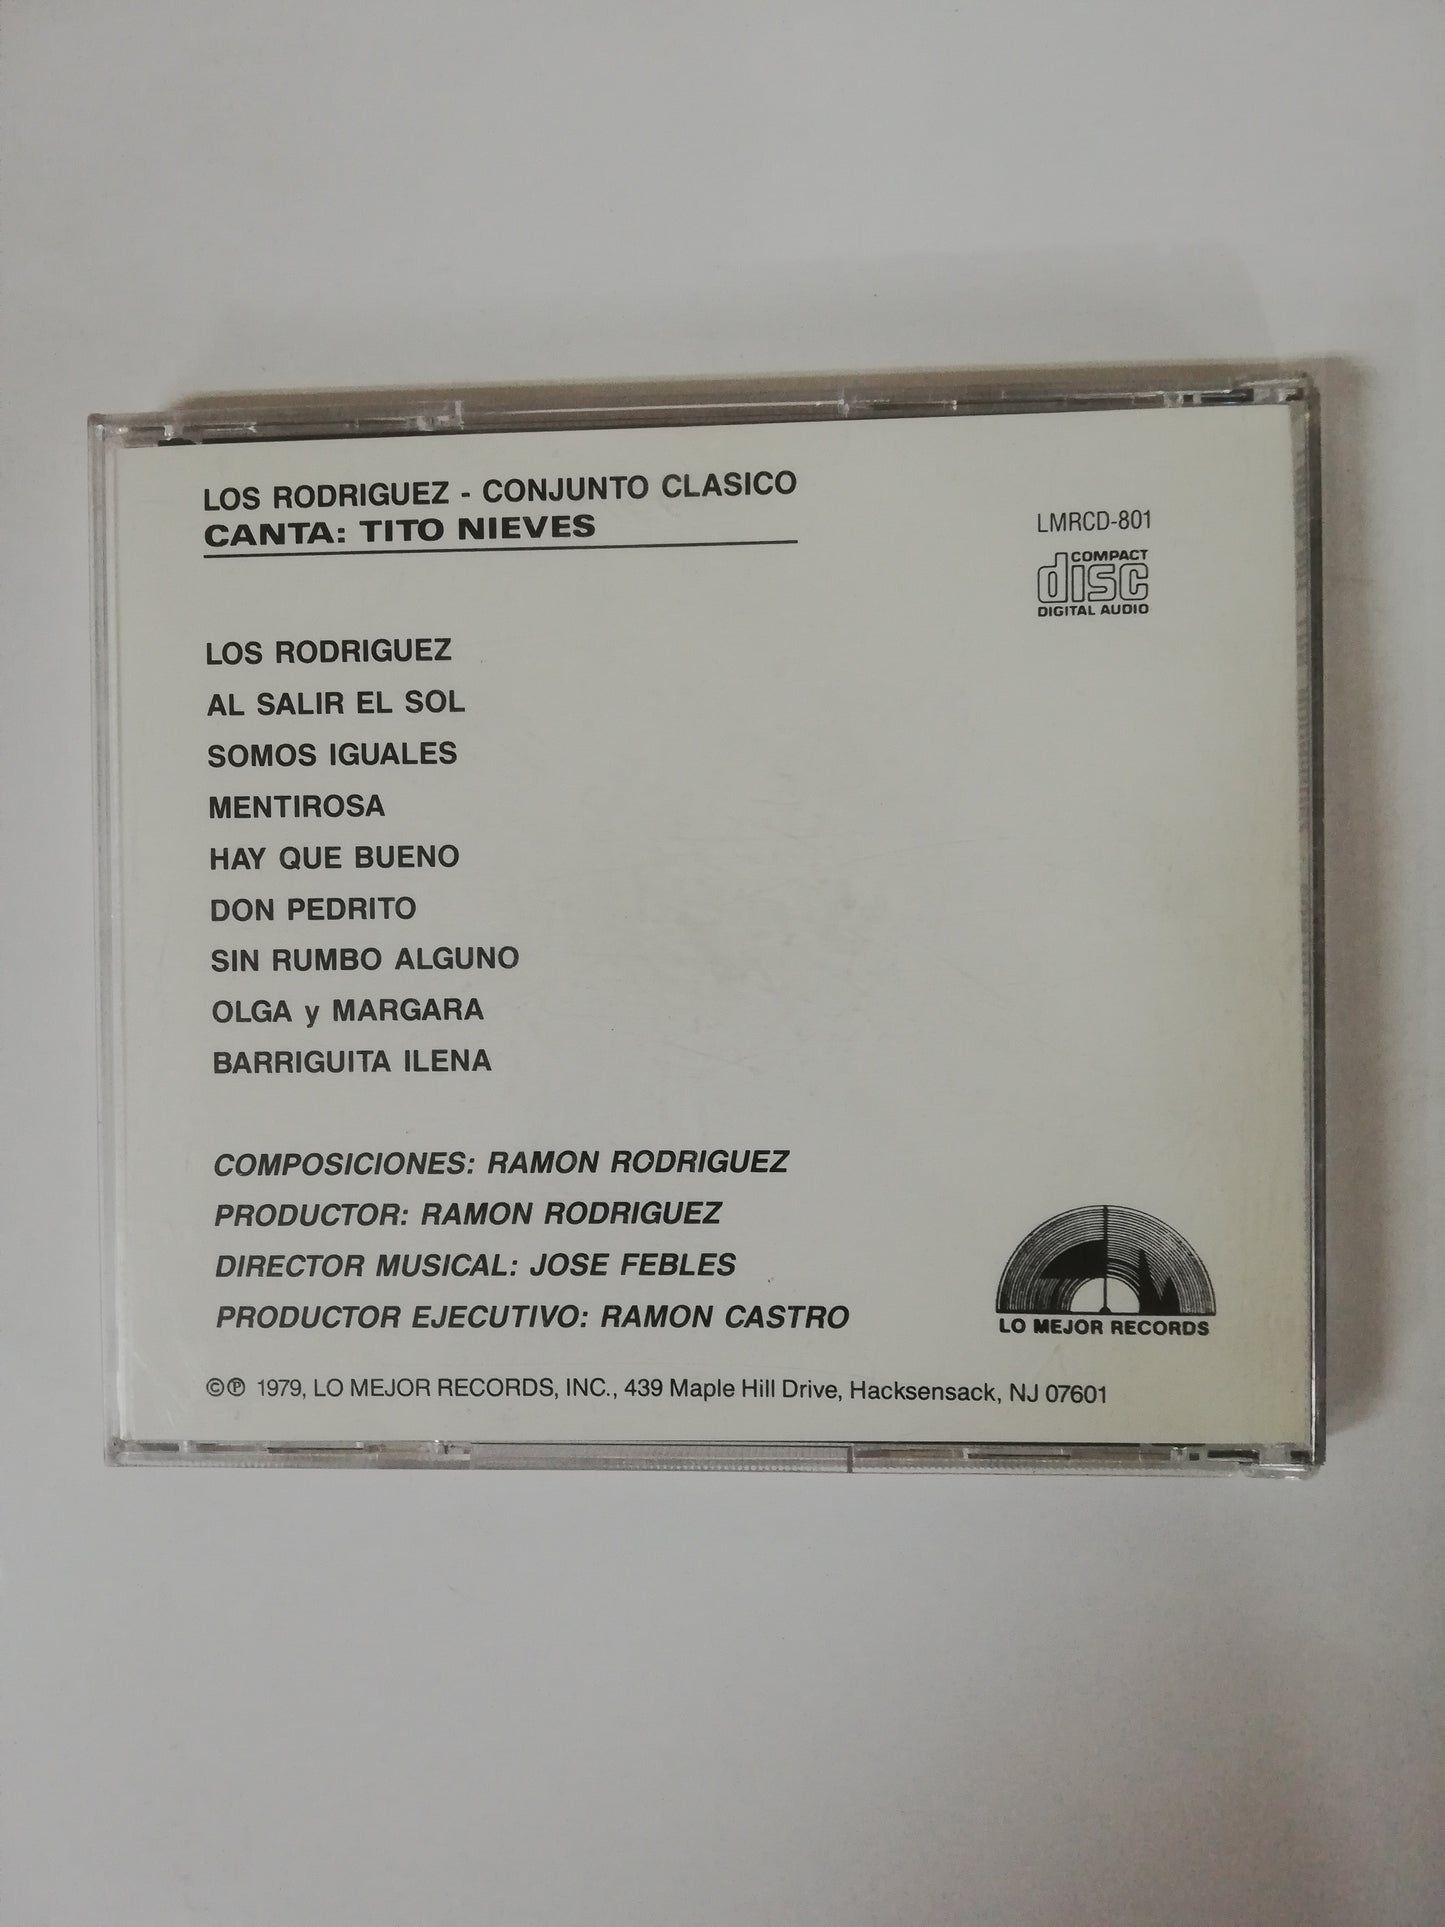 LOS RODRIGUEZ - CONJUNTO CLASICO
CANTA: TITO NIEVES
LMRCD-801
COMPACT
disc
DIGITAL AUDIO
LOS RODRIGUEZ
AL SALIR EL SOL
SOMOS IGUALES
MENTIROSA
HAY QUE BUENO
DON PEDRITO
SIN RUMBO ALGUNO
OLGA y MARGARA
BARRIGUITA ILENA
COMPOSICIONES: RAMON RODRIGUEZ
PRODUCTOR: RAMON RODRIGUEZ
DIRECTOR MUSICAL: JOSE FEBLES
PRODUCTOR EJECUTIVO: RAMON CASTRO
LO MEJOR RECORDS
©℗ 1979, LO MEJOR RECORDS, INC., 439 Maple Hill Drive, Hacksensack, NJ 07601